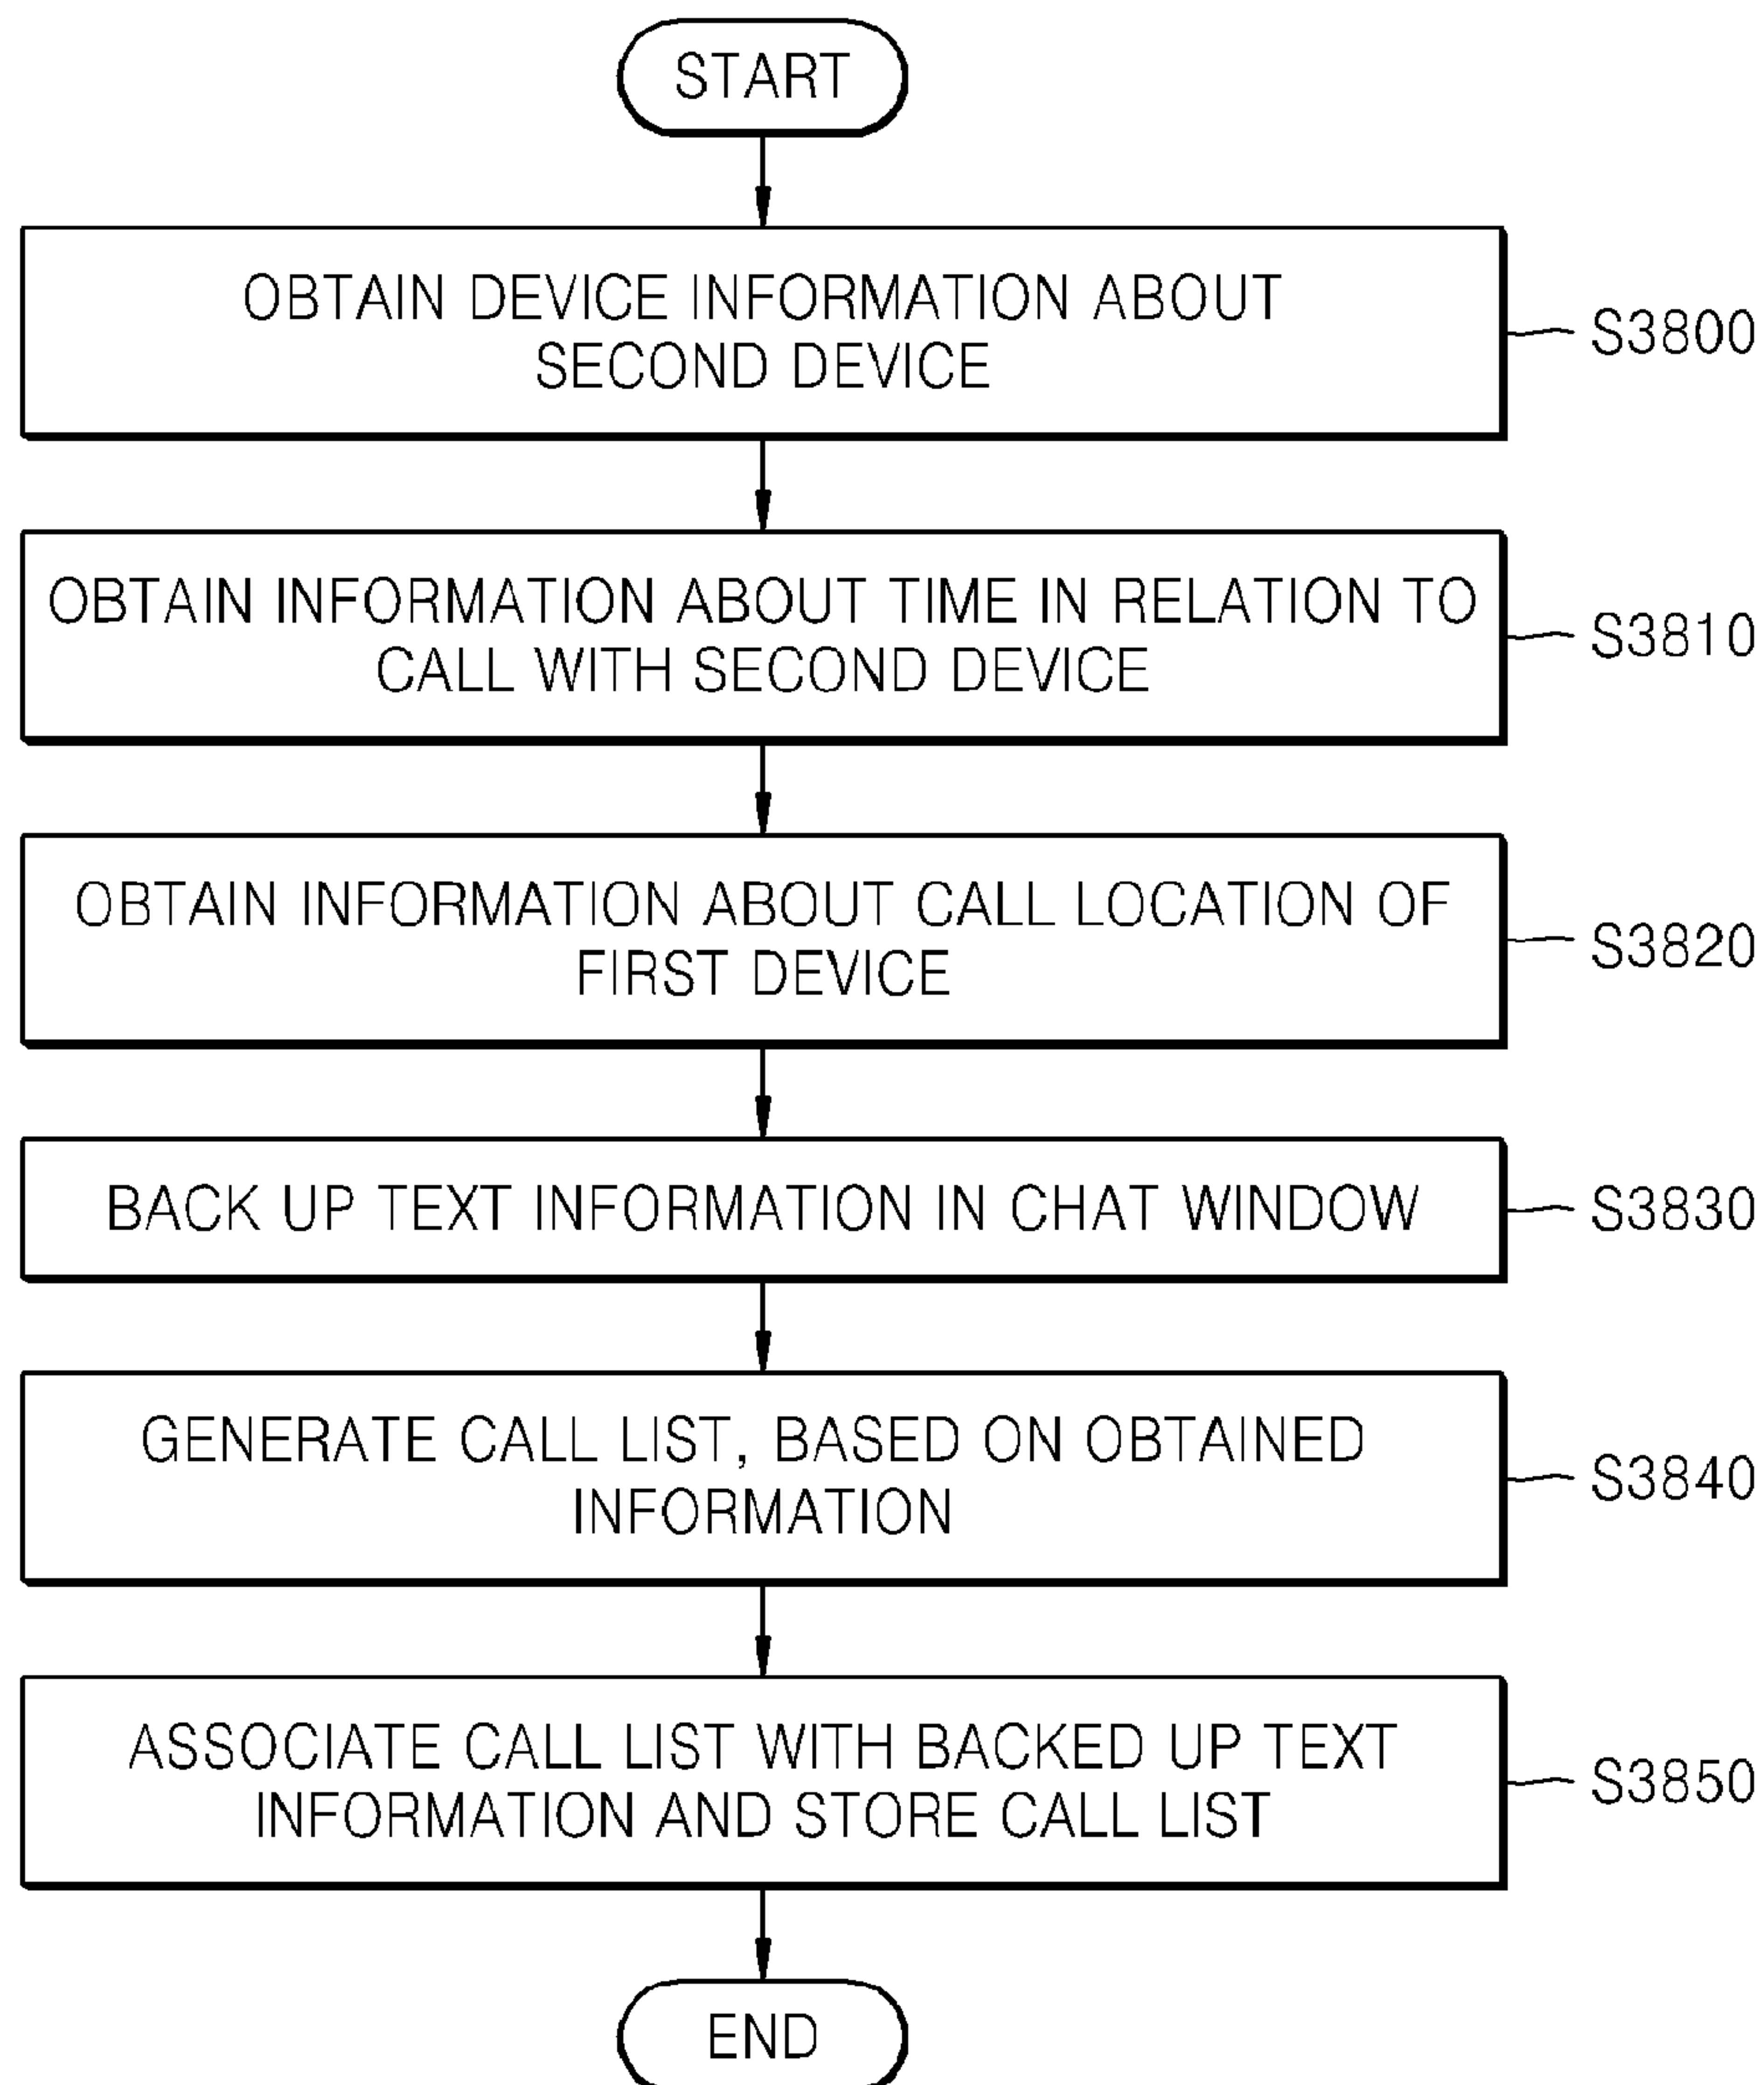 START
OBTAIN DEVICE INFORMATION ABOUT
SECOND DEVICE
S3800
OBTAIN INFORMATION ABOUT TIME IN RELATION TO
CALL WITH SECOND DEVICE
S3810
OBTAIN INFORMATION ABOUT CALL LOCATION OF
FIRST DEVICE
S3820
BACK UP TEXT INFORMATION IN CHAT WINDOW
S3830
GENERATE CALL LIST, BASED ON OBTAINED
INFORMATION
S3840
ASSOCIATE CALL LIST WITH BACKED UP TEXT
INFORMATION AND STORE CALL LIST
S3850
END